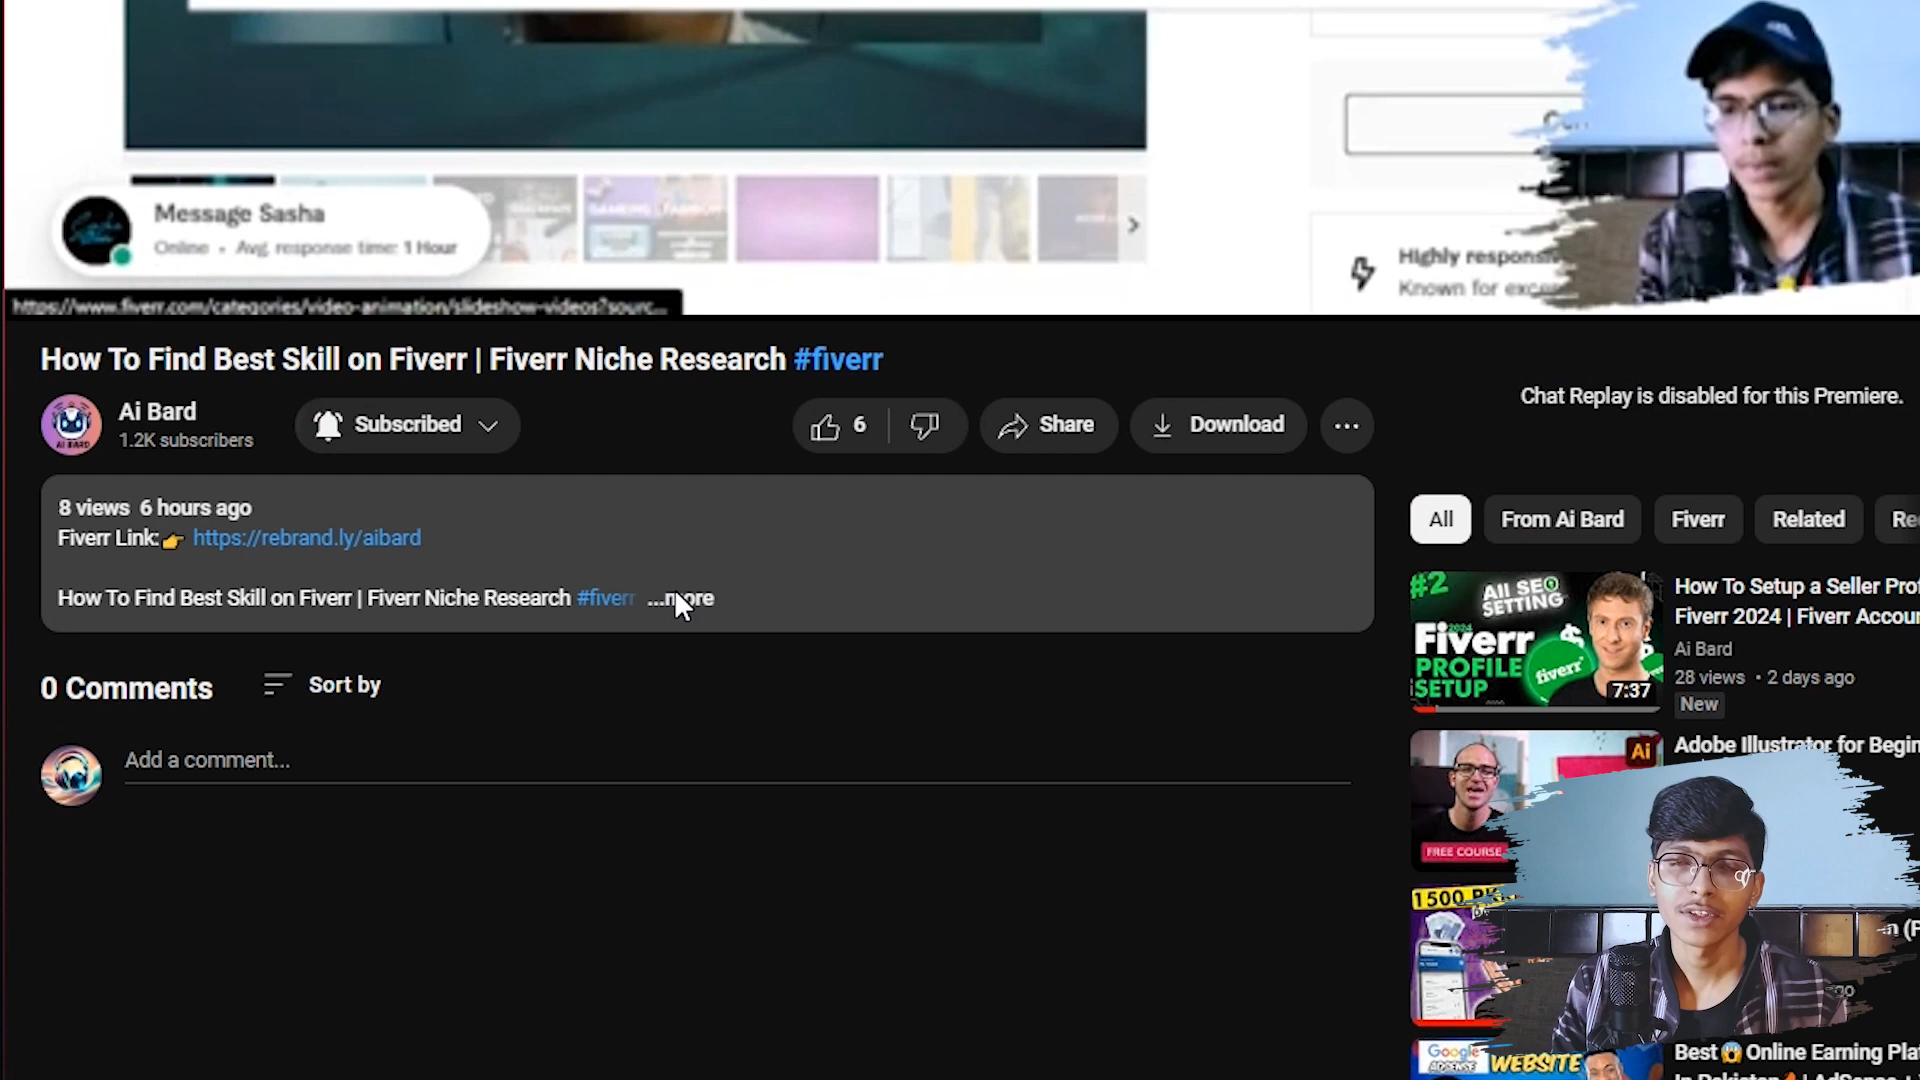 Message Sasha
Online • Avg. response time: 1 Hour
Highly
Known for
https://www.fiverr.com/categories/video-animation/slideshow-videos?sourc...
How To Find Best Skill on Fiverr | Fiverr Niche Research #fiverr
Ai Bard
1.2K subscribers
Subscribed
6
Share
Download
Chat Replay is disabled for this Premiere.
8 views 6 hours ago
Fiverr Link:👉 https://rebrand.ly/aibard
How To Find Best Skill on Fiverr | Fiverr Niche Research #fiverr ...more
0 Comments
Sort by
Add a comment...
All
From Ai Bard
Fiverr
Related
#2
All SEO
SETTING
2024
Fiverr
PROFILE
SETUP
fiverr
7:37
How To Setup a Seller
Fiverr 2024 | Fiverr
Ai Bard
28 views • 2 days ago
New
Ai
FREE COURSE
Adobe Illustrator for
1500
Google
ADSENSE
WEBSITE
Best 😱 Online Earning